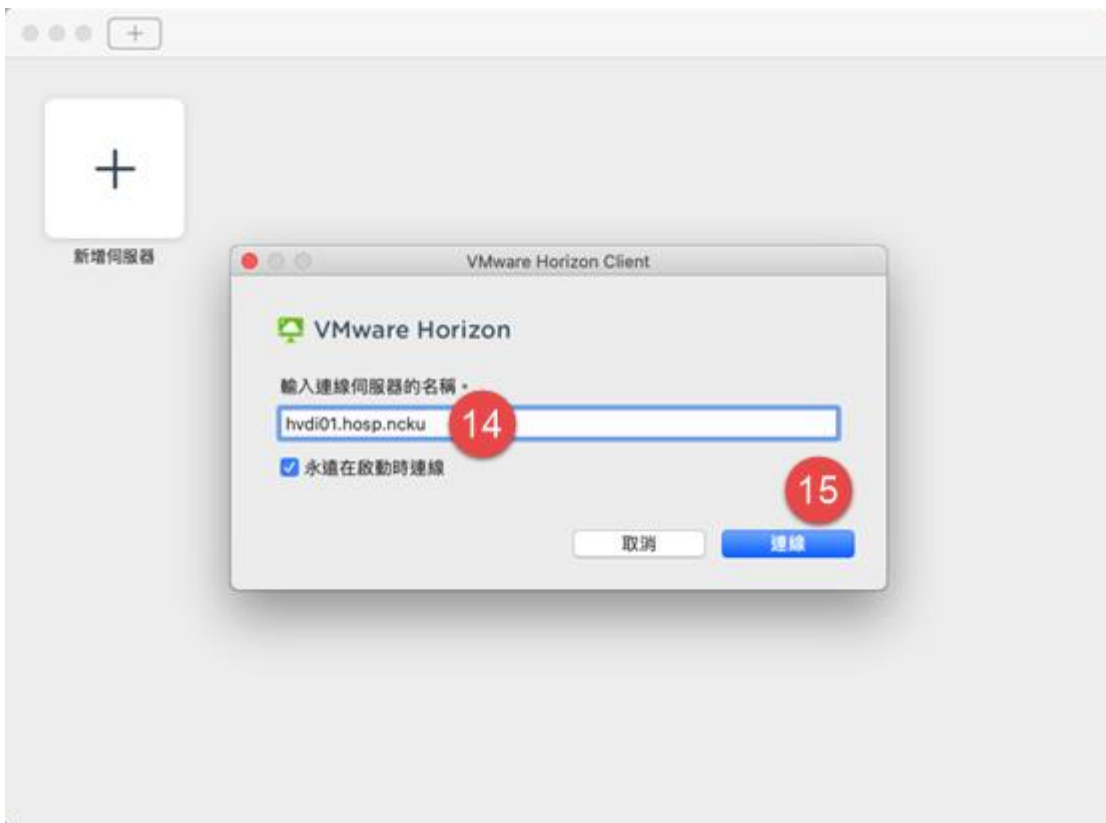 新增伺服器
VMware Horizon Client
VMware Horizon
輸入連線伺服器的名稱。
hvdi01.hosp.ncku
14
永遠在啟動時連線
15
取消
連線